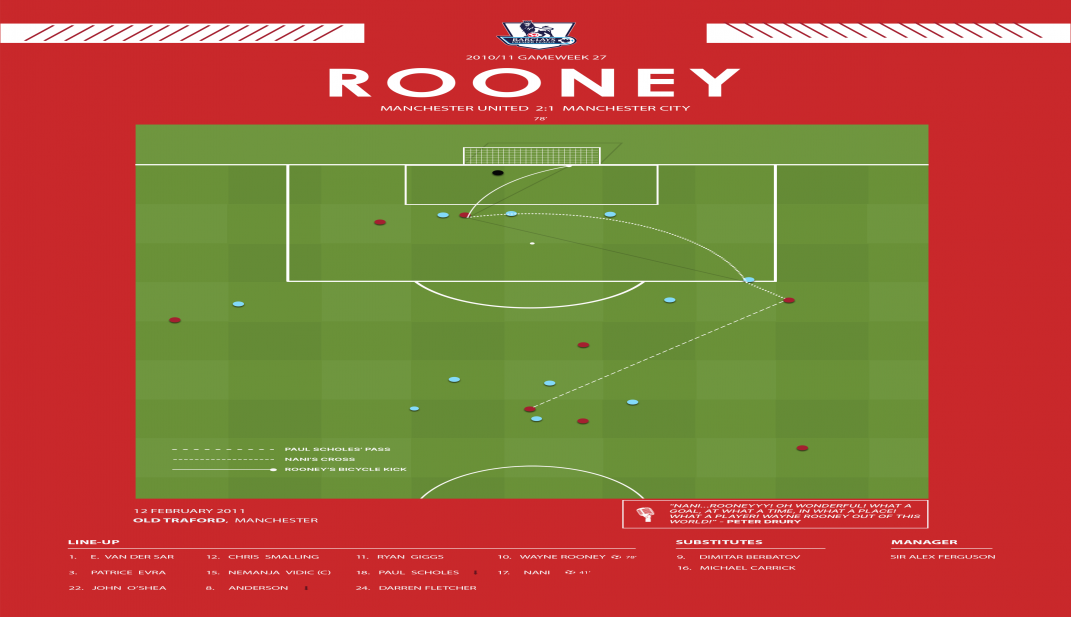 BARCLAYS
2010/11 GAMEWEEK 27
ROONEY
MANCHESTER UNITED 2:1 MANCHESTER CITY
78'
PAUL SCHOLES' PASS
NANI'S CROSS
ROONEY'S BICYCLE KICK
12 FEBRUARY 2011
OLD TRAFORD, MANCHESTER
"NANI...ROONEYYY! OH WONDERFUL! WHAT A
GOAL, AT WHAT A TIME, IN WHAT A PLACE!
WHAT A PLAYER! WAYNE ROONEY OUT OF THIS
WORLD!" - PETER DRURY
LINE-UP
1. E. VAN DER SAR
3. PATRICE EVRA
22. JOHN O'SHEA
12. CHRIS SMALLING
15. NEMANJA VIDIC (C)
8. ANDERSON
11. RYAN GIGGS
18. PAUL SCHOLES
24. DARREN FLETCHER
10. WAYNE ROONEY 78'
17. NANI 41'
SUBSTITUTES
9. DIMITAR BERBATOV
16. MICHAEL CARRICK
MANAGER
SIR ALEX FERGUSON